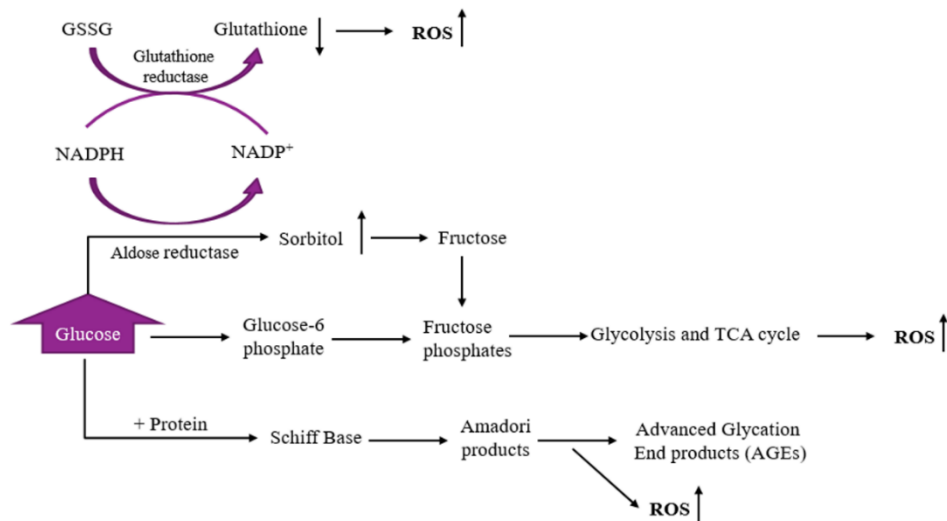 GSSG
Glutathione
ROS
Glutathione
reductase
NADPH
NADP⁺
Aldose reductase
Sorbitol
Fructose
Glucose
Glucose-6
phosphate
Fructose
phosphates
Glycolysis and TCA cycle
ROS
+ Protein
Schiff Base
Amadori
products
Advanced Glycation
End products (AGEs)
ROS